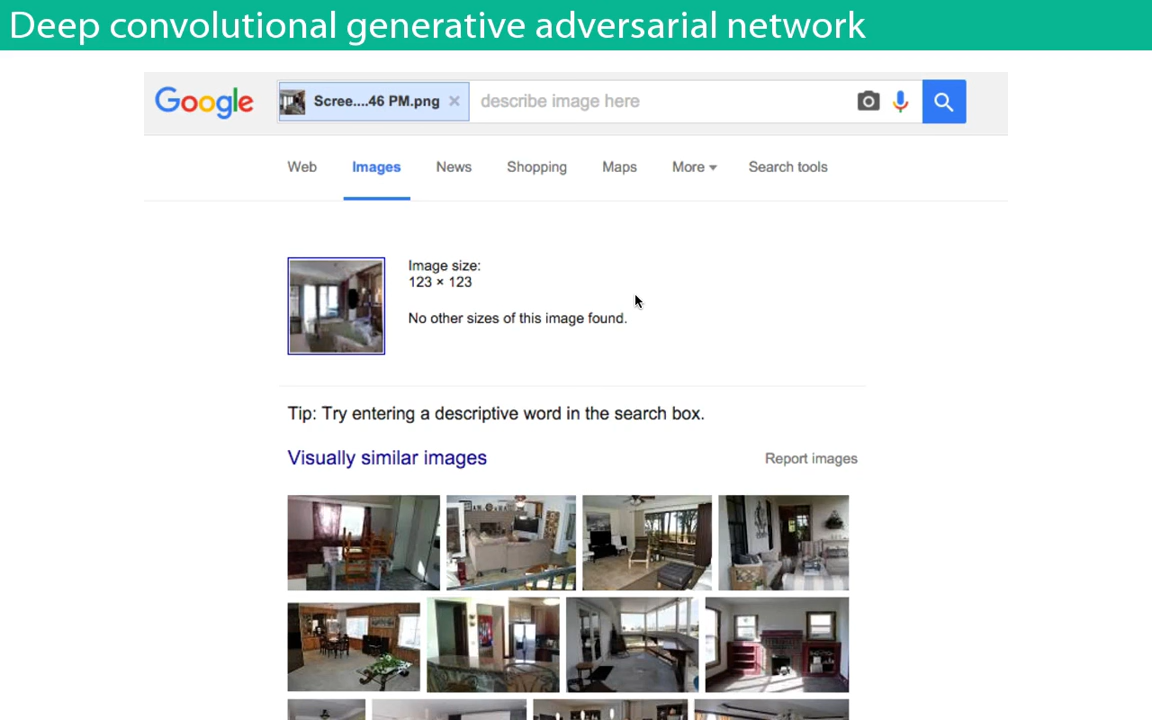 Deep convolutional generative adversarial network
Google Scree....46 PM.png × describe image here
Web Images News Shopping Maps More Search tools
Image size:
123 × 123
No other sizes of this image found.
Tip: Try entering a descriptive word in the search box.
Visually similar images Report images